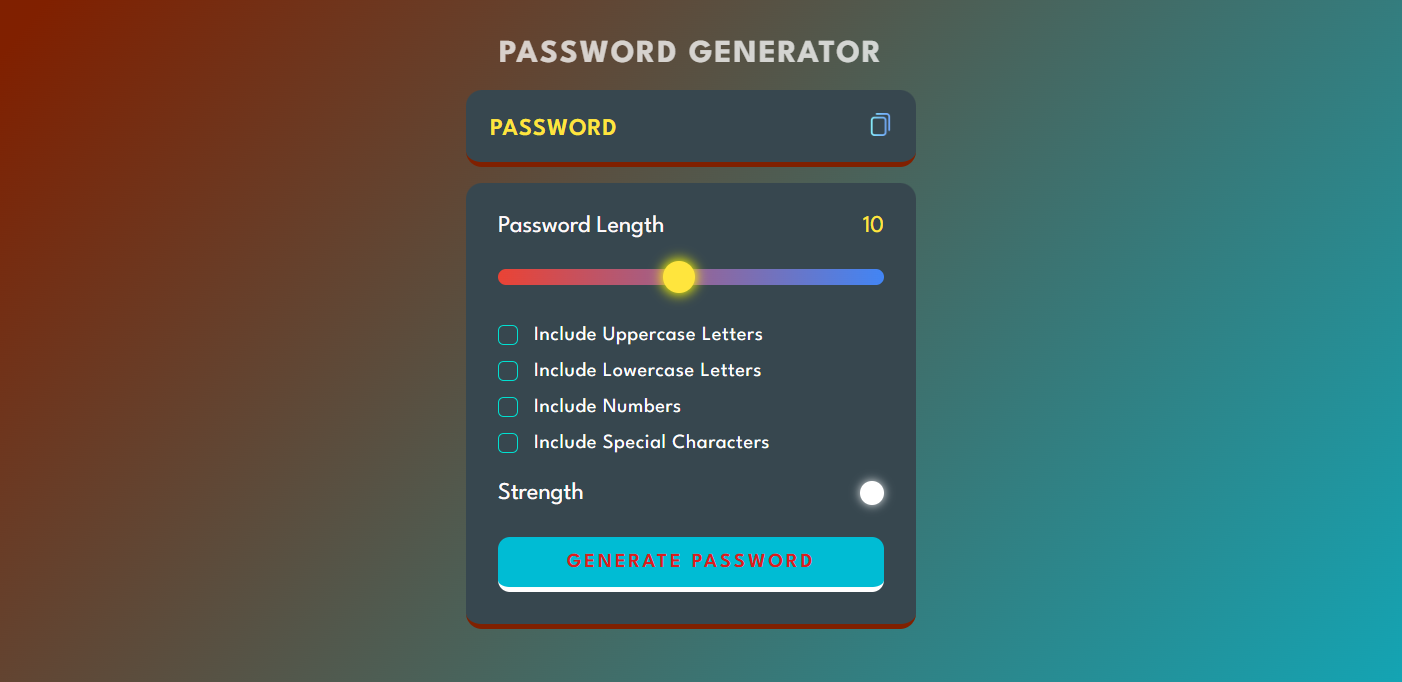 PASSWORD GENERATOR
PASSWORD
Password Length 10
Include Uppercase Letters
Include Lowercase Letters
Include Numbers
Include Special Characters
Strength
GENERATE PASSWORD